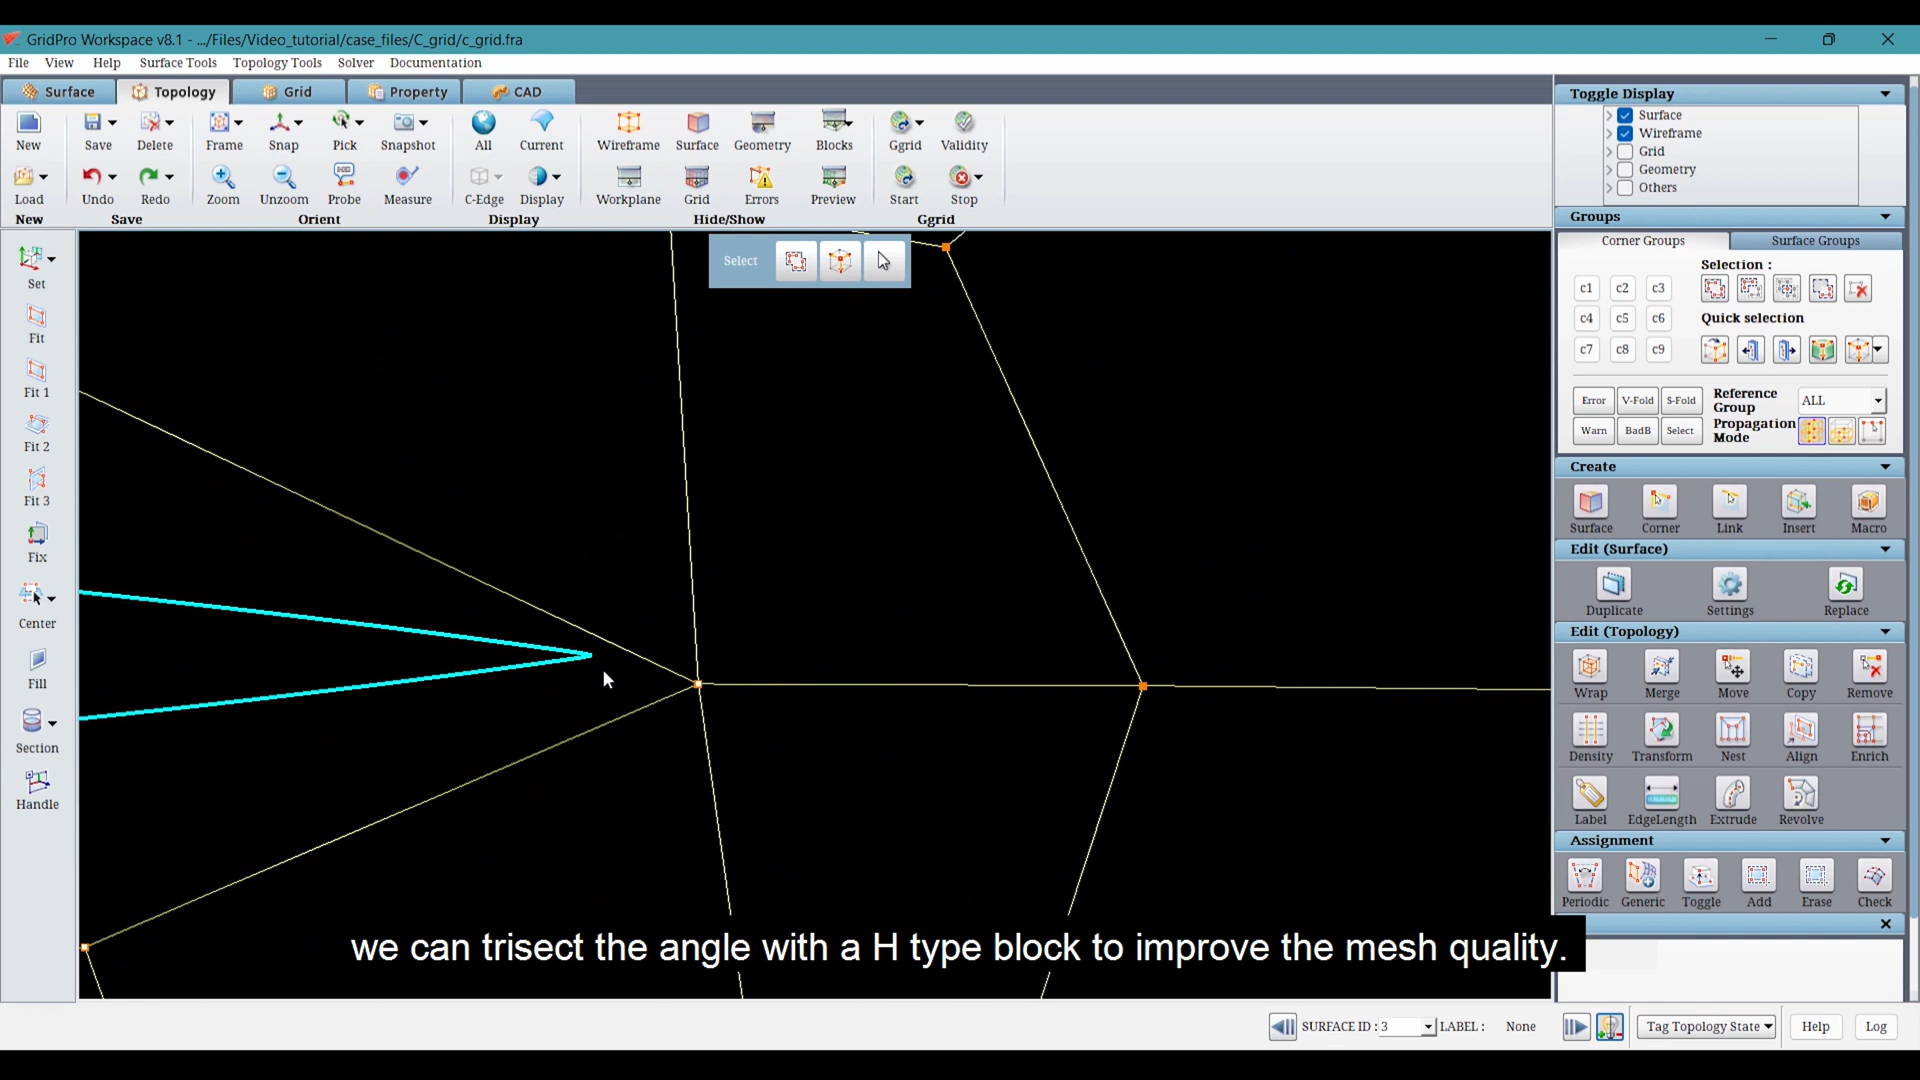 GridPro Workspace v8.1 - .../Files/Video_tutorial/case_files/C_grid/c_grid.fra
File View Help Surface Tools Topology Tools Solver Documentation
Surface Topology Grid Property CAD
New Save Delete Frame Snap Pick Snapshot All Current Wireframe Surface Geometry Blocks Ggrid Validity
Load Undo Redo Zoom Unzoom Probe Measure C-Edge Display Workplane Grid Errors Preview Start Stop
New Save Orient Display Hide/Show Ggrid
Select
Set
Fit
Fit 1
Fit 2
Fit 3
Fix
Center
Fill
Section
Handle
Toggle Display
Surface
Wireframe
Grid
Geometry
Others
Groups
Corner Groups Surface Groups
Selection :
c1 c2 c3
Quick selection
c4 c5 c6
c7 c8 c9
Error V-Fold S-Fold Reference Group ALL
Warn BadB Select Propagation Mode
Create
Surface Corner Link Insert Macro
Edit (Surface)
Duplicate Settings Replace
Edit (Topology)
Wrap Merge Move Copy Remove
Density Transform Nest Align Enrich
Label EdgeLength Extrude Revolve
Assignment
Periodic Generic Toggle Add Erase Check
we can trisect the angle with a H type block to improve the mesh quality.
SURFACE ID : 3 LABEL : None Tag Topology State Help Log